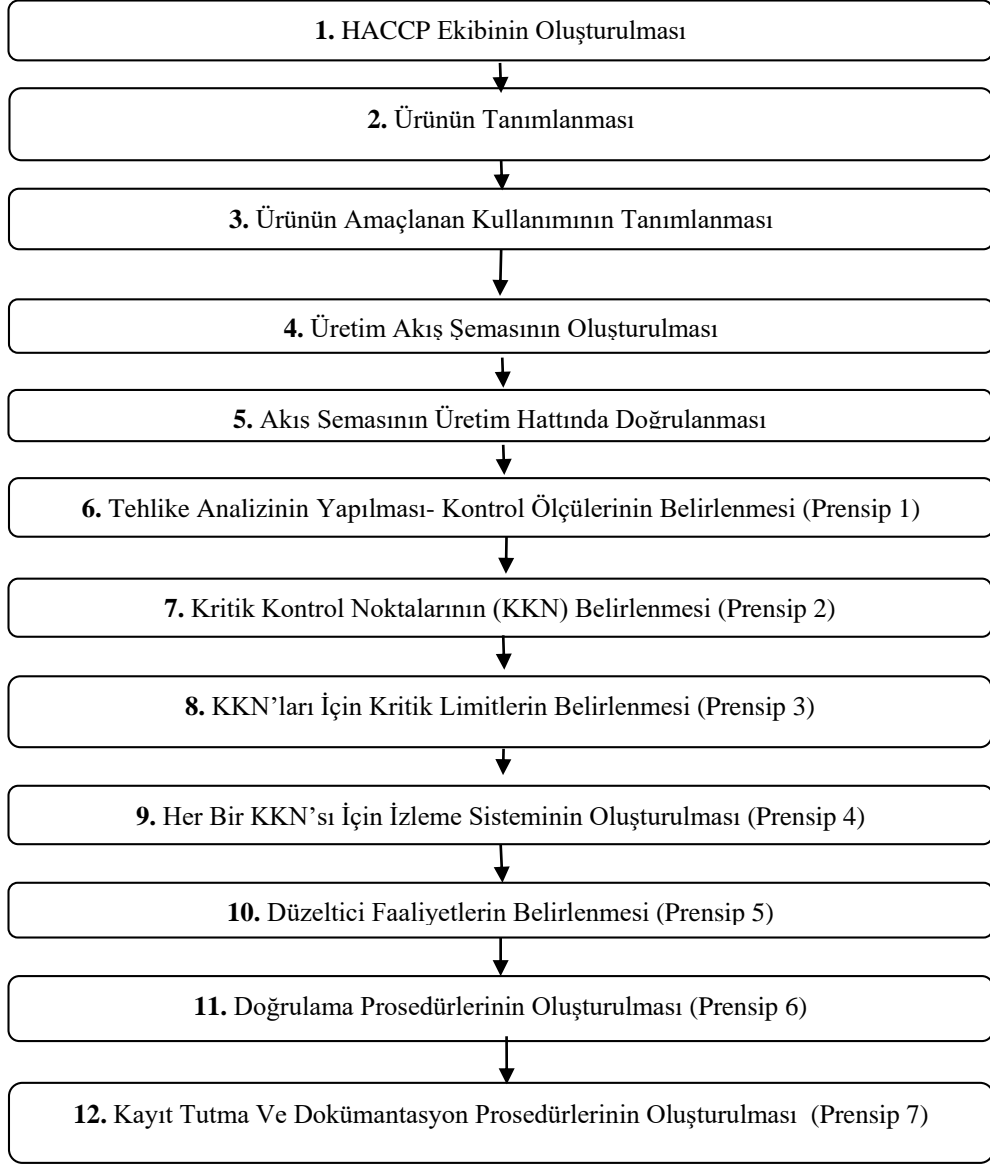 1. HACCP Ekibinin Oluşturulması
2. Ürünün Tanımlanması
3. Ürünün Amaçlanan Kullanımının Tanımlanması
4. Üretim Akış Şemasının Oluşturulması
5. Akış Şemasının Üretim Hattında Doğrulanması
6. Tehlike Analizinin Yapılması- Kontrol Ölçülerinin Belirlenmesi (Prensip 1)
7. Kritik Kontrol Noktalarının (KKN) Belirlenmesi (Prensip 2)
8. KKN’ları İçin Kritik Limitlerin Belirlenmesi (Prensip 3)
9. Her Bir KKN’sı İçin İzleme Sisteminin Oluşturulması (Prensip 4)
10. Düzeltici Faaliyetlerin Belirlenmesi (Prensip 5)
11. Doğrulama Prosedürlerinin Oluşturulması (Prensip 6)
12. Kayıt Tutma Ve Dokümantasyon Prosedürlerinin Oluşturulması (Prensip 7)